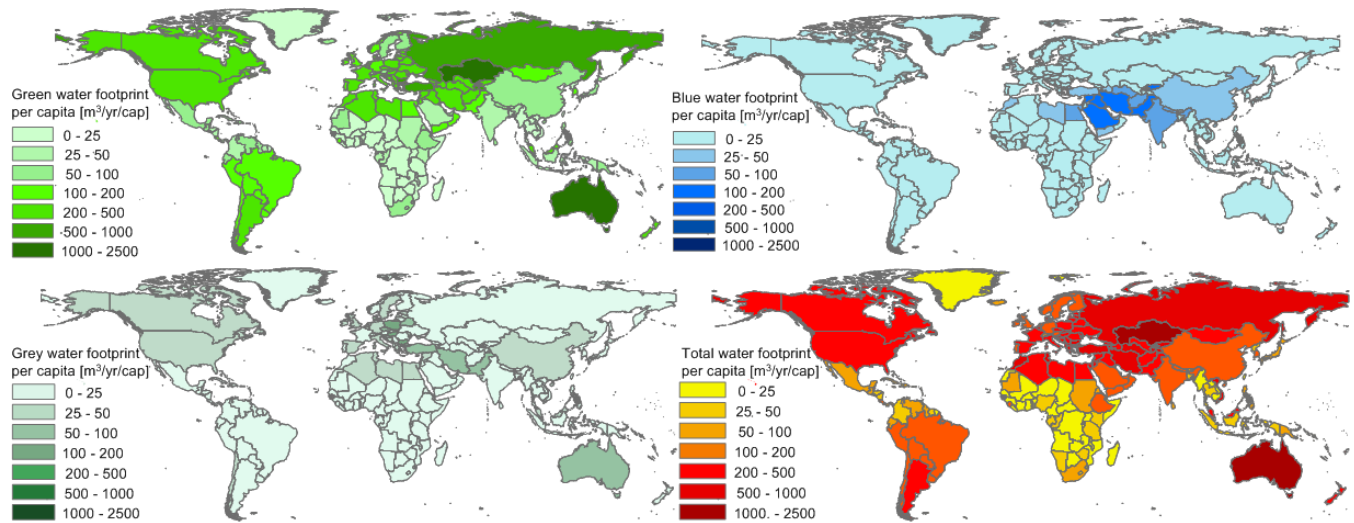 Green water footprint
per capita [m³/yr/cap]
0 - 25
25 - 50
50 - 100
100 - 200
200 - 500
500 - 1000
1000 - 2500
Blue water footprint
per capita [m³/yr/cap]
0 - 25
25 - 50
50 - 100
100 - 200
200 - 500
500 - 1000
1000 - 2500
Grey water footprint
per capita [m³/yr/cap]
0 - 25
25 - 50
50 - 100
100 - 200
200 - 500
500 - 1000
1000 - 2500
Total water footprint
per capita [m³/yr/cap]
0 - 25
25 - 50
50 - 100
100 - 200
200 - 500
500 - 1000
1000. - 2500